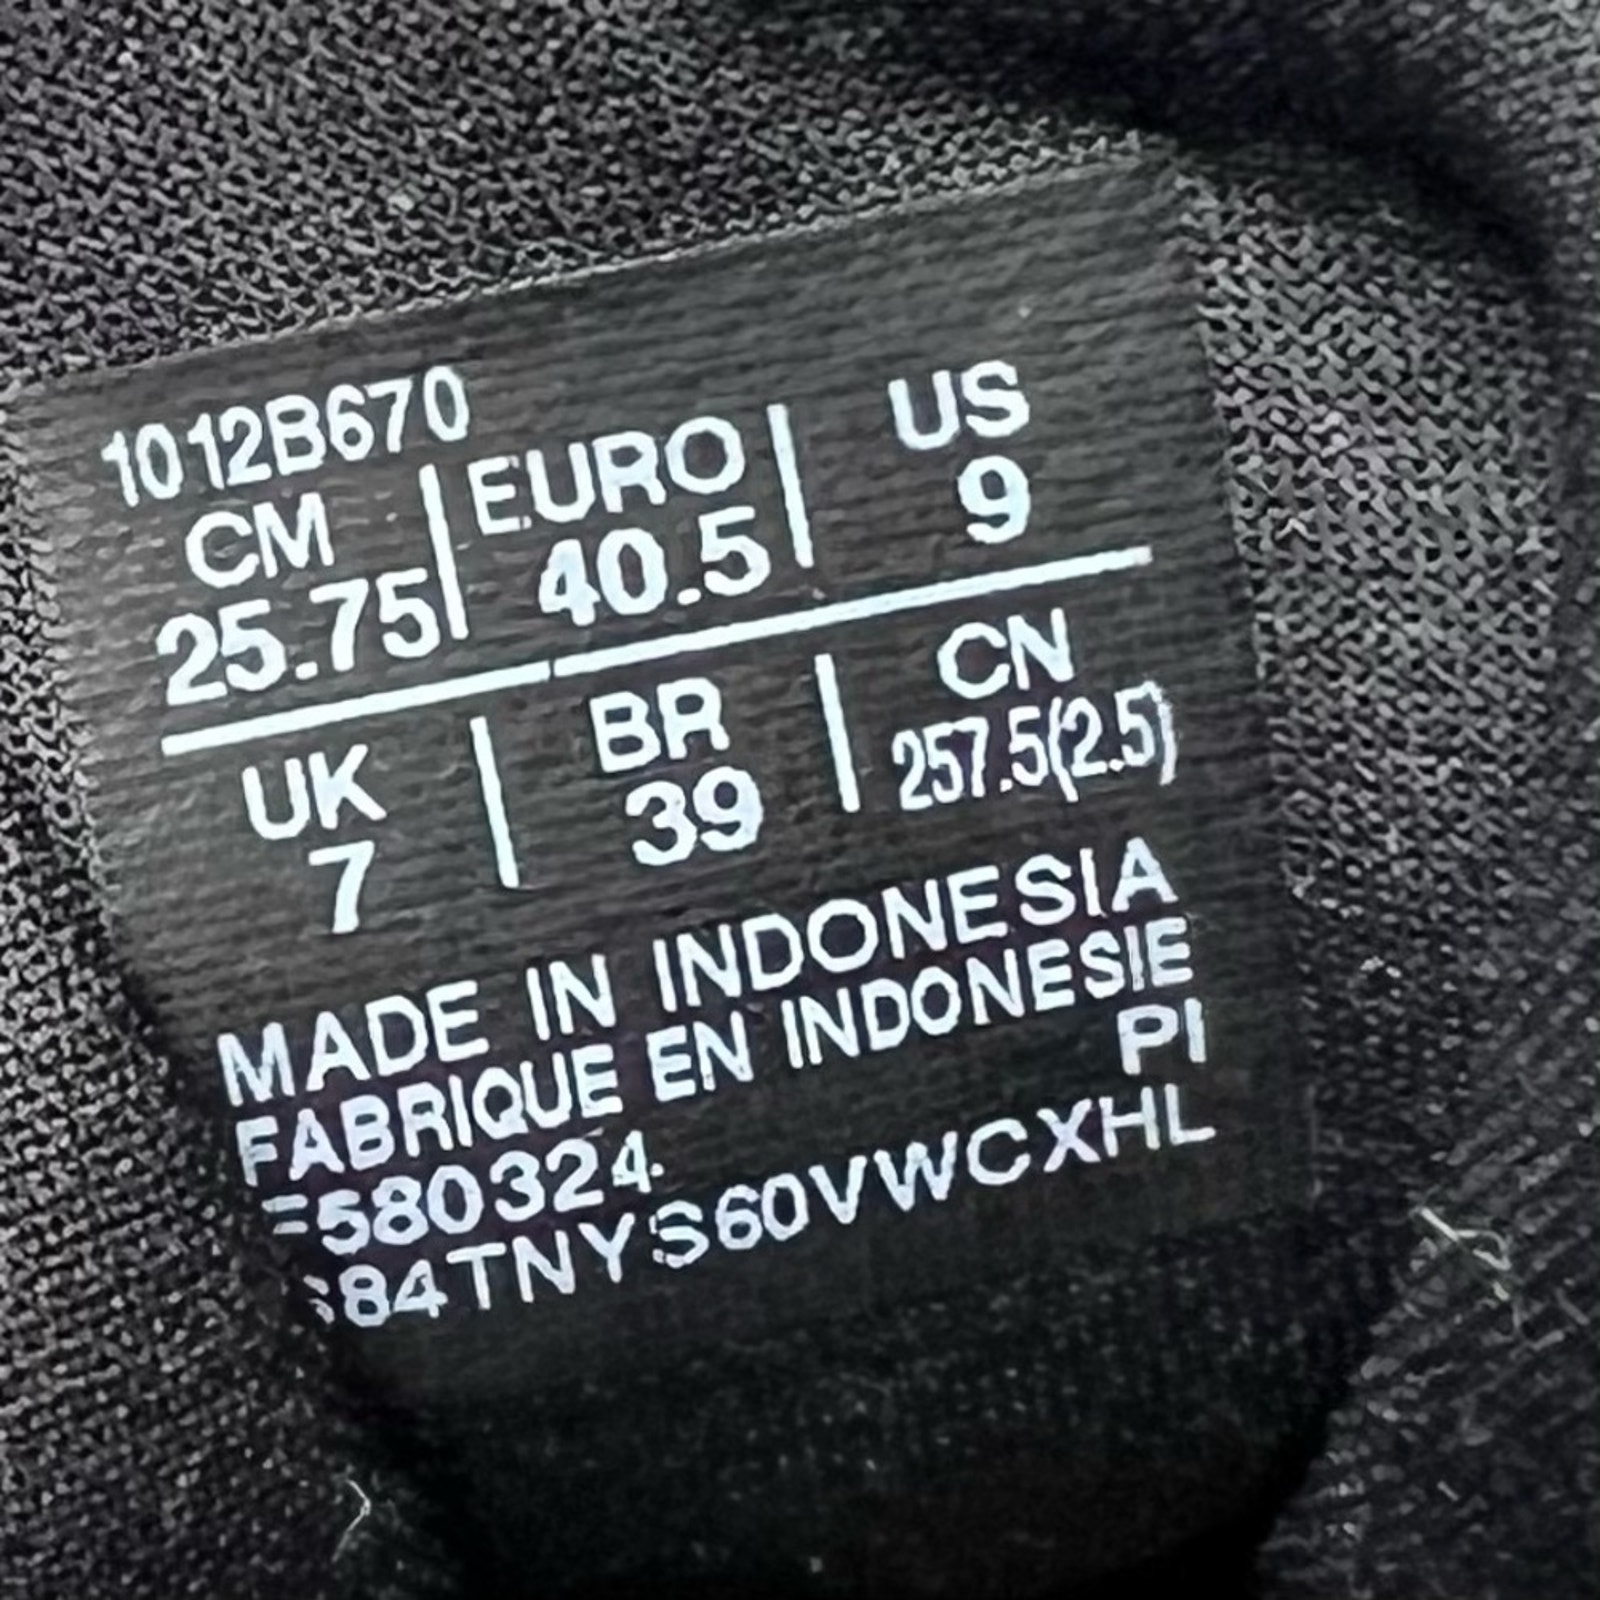 1012B670
CM | EURO | US
25.75 | 40.5 | 9
UK | BR | CN
7 | 39 | 257.5(2.5)
MADE IN INDONESIA
FABRIQUE EN INDONESIE
PI
580324
84TNYS60VWCXHL